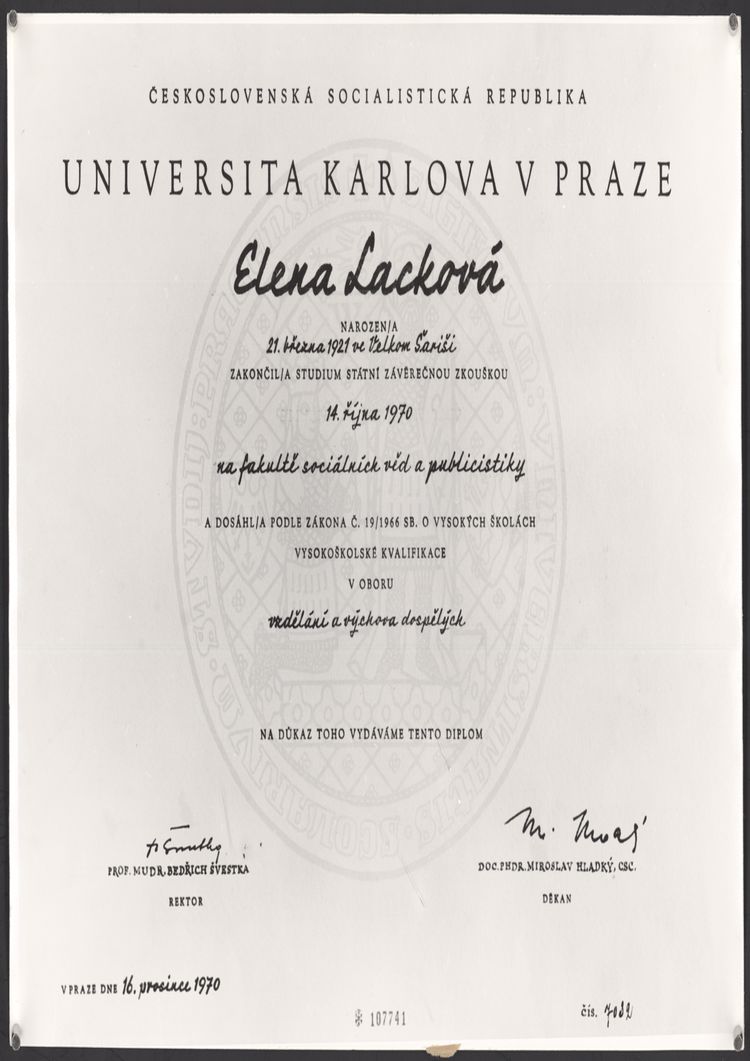 ČESKOSLOVENSKÁ SOCIALISTICKÁ REPUBLIKA
UNIVERSITA KARLOVA V PRAZE
Elena Lacková
NAROZEN/A
21. března 1921 ve Velkom Šariši
ZAKONČIL/A STUDIUM STÁTNÍ ZÁVĚREČNOU ZKOUŠKOU
14. října 1970
na fakultě sociálních věd a publicistiky
A DOSÁHL/A PODLE ZÁKONA Č. 19/1966 SB. O VYSOKÝCH ŠKOLÁCH
VYSOKOŠKOLSKÉ KVALIFIKACE
V OBORU
vzdělání a výchova dospělých
NA DŮKAZ TOHO VYDÁVÁME TENTO DIPLOM
PROF. MUDR. BEDŘICH ŠVESTKA
REKTOR
DOC. PHDR. MIROSLAV HLADKÝ, CSC.
DĚKAN
V PRAZE DNE 16. prosince 1970
107741
čís.